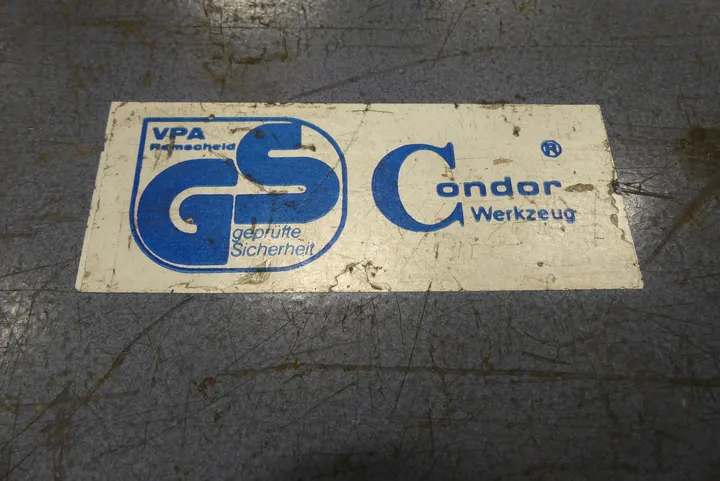 VPA
Remscheid
GS
geprüfte
Sicherheit
Condor ®
Werkzeug